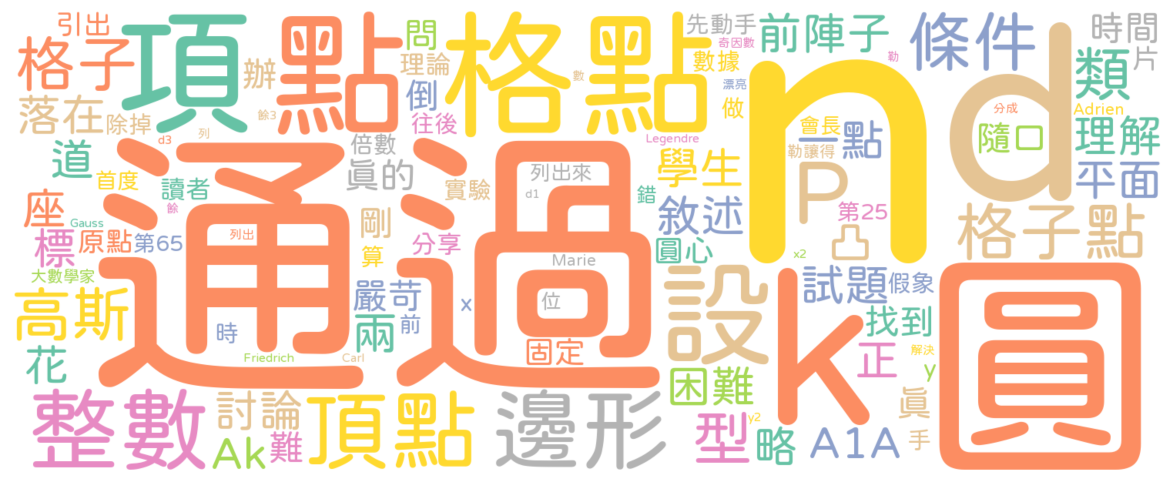 引出
格子
項
點
問
理論
格
點
先動手
奇因數
數據
漂亮
前陣子
勒
條件
時間
片
類
辦
倒
數
往後
做
n
d
分成
Adrien
落在
除掉
餘3
d3
列
倍數
Legendre
會長
一點
勒讓得
隨口
理解
道
首度
讀者
通
過
真的
實驗
列出來
d1
學生
錯
P
第25
平面
座
餘
Gauss
標
原點
第65
列出
剛
算
分享
敘述
圓心
x2
凸
格子點
大數學家
Marie
高斯
時
嚴苛
兩
前
x
位
設
k
試題
假象
圓
花
Friedrich
Carl
固定
困難
找到
正
解決
y
整數
討論
Ak
難
頂點
邊形
型
y2
略
A1A
眞
手